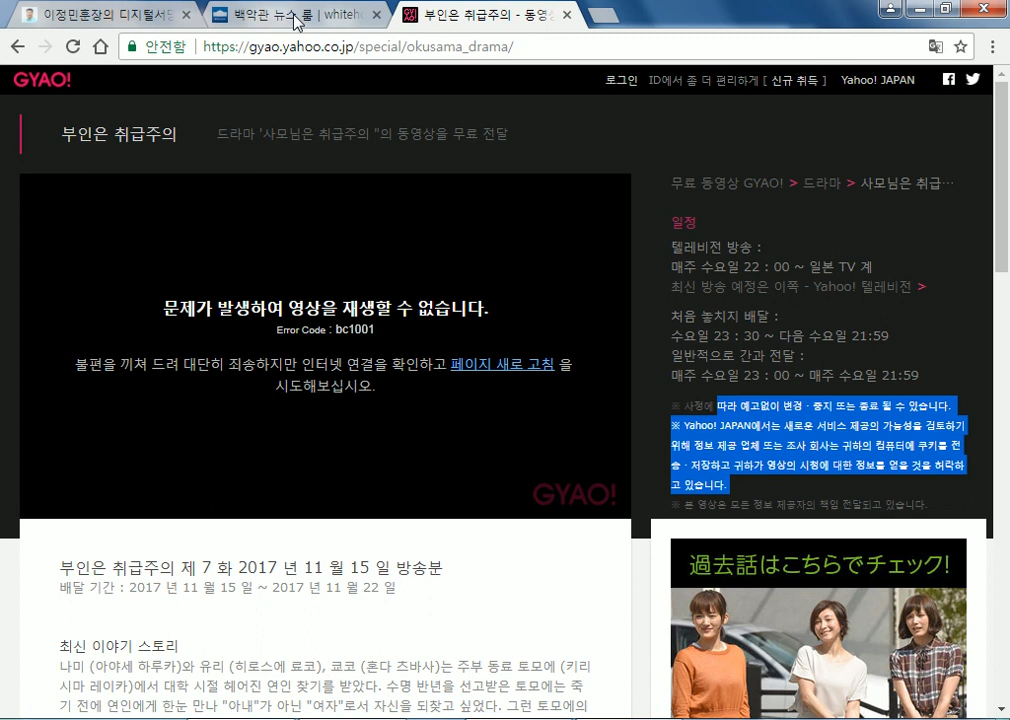 이정민훈장의 디지털서당
백악관 뉴스 룸 | whiteho
부인은 취급주의 - 동영상
안전함
https://gyao.yahoo.co.jp/special/okusama_drama/
GYAO!
로그인 ID에서 좀 더 편리하게 [ 신규 취득 ] Yahoo! JAPAN
부인은 취급주의 드라마 '사모님은 취급주의 "의 동영상을 무료 전달
무료 동영상 GYAO! > 드라마 > 사모님은 취급…
일정
텔레비전 방송 :
매주 수요일 22 : 00 ~ 일본 TV 계
최신 방송 예정은 이쪽 - Yahoo! 텔레비전 >
처음 놓치지 배달 :
수요일 23 : 30 ~ 다음 수요일 21:59
일반적으로 간과 전달 :
매주 수요일 23 : 00 ~ 매주 수요일 21:59
※ 사정에 따라 예고없이 변경 · 중지 또는 종료 될 수 있습니다.
※ Yahoo! JAPAN에서는 새로운 서비스 제공의 가능성을 검토하기
위해 정보 제공 업체 또는 조사 회사는 귀하의 컴퓨터에 쿠키를 전
송 · 저장하고 귀하가 영상의 시청에 대한 정보를 얻을 것을 허락하
고 있습니다.
※ 본 영상은 모든 정보 제공자의 책임 전달되고 있습니다.
문제가 발생하여 영상을 재생할 수 없습니다.
Error Code : bc1001
불편을 끼쳐 드려 대단히 죄송하지만 인터넷 연결을 확인하고 페이지 새로 고침 을
시도해보십시오.
GYAO!
부인은 취급주의 제 7 화 2017 년 11 월 15 일 방송분
배달 기간 : 2017 년 11 월 15 일 ~ 2017 년 11 월 22 일
최신 이야기 스토리
나미 (아야세 하루카)와 유리 (히로스에 료코), 쿄코 (혼다 츠바사)는 주부 동료 토모에 (키리
시마 레이카)에서 대학 시절 헤어진 연인 찾기를 받았다. 수명 반년을 선고받은 토모에는 죽
기 전에 연인에게 한눈 만나 "아내"가 아닌 "여자"로서 자신을 되찾고 싶었다. 그런 토모에의
過去話はこちらでチェック!